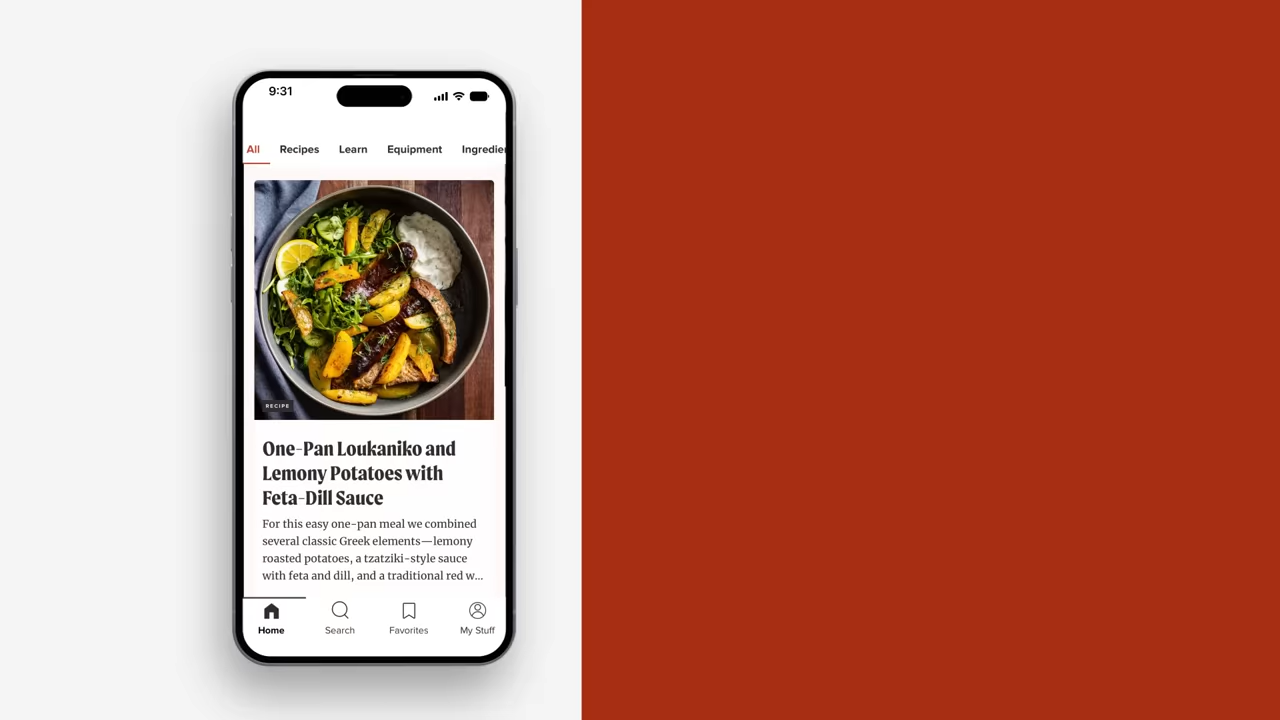 9:31
All Recipes Learn Equipment Ingredien
RECIPE
One-Pan Loukaniko and
Lemony Potatoes with
Feta-Dill Sauce
For this easy one-pan meal we combined
several classic Greek elements—lemony
roasted potatoes, a tzatziki-style sauce
with feta and dill, and a traditional red w...
Home Search Favorites My Stuff